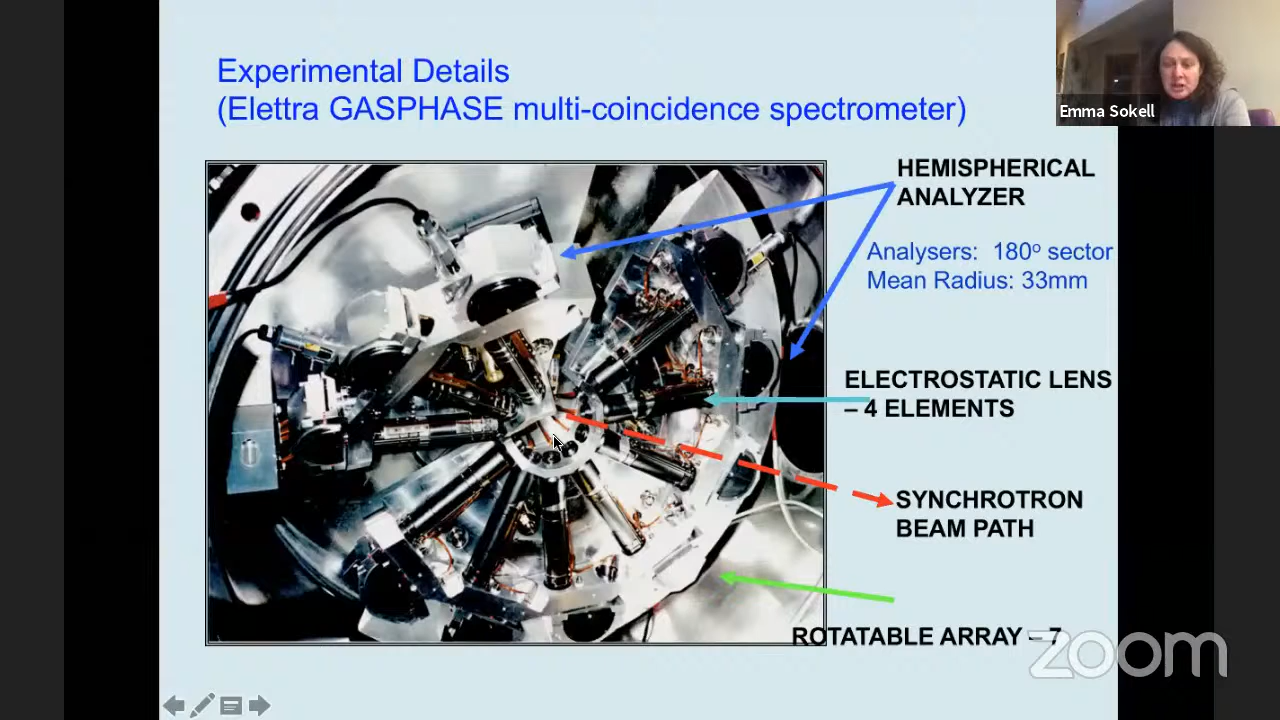 Experimental Details
(Elettra GASPHASE multi-coincidence spectrometer)
Emma Sokell
HEMISPHERICAL
ANALYZER
Analysers: 180º sector
Mean Radius: 33mm
ELECTROSTATIC LENS
– 4 ELEMENTS
SYNCHROTRON
BEAM PATH
ROTATABLE ARRAY – 7
zoom